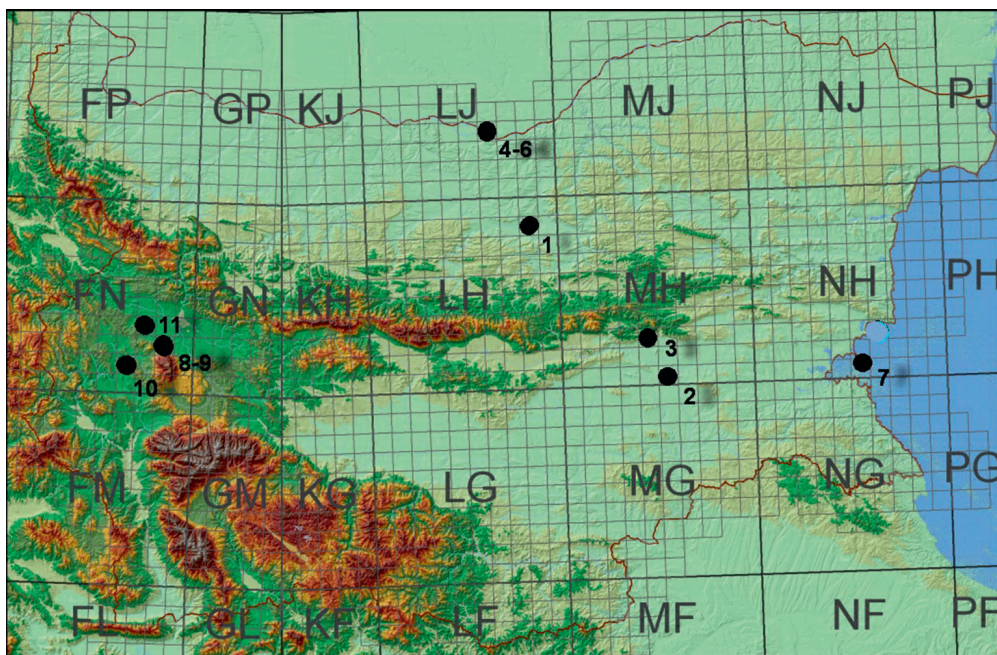 FP GP KJ LJ MJ NJ PJ
4-6
1
FN GN KH LH MH NH PH
11
3
8-9
7
10
2
FM GM KG LG MG NG PG
FL GL KF LF MF NF PF